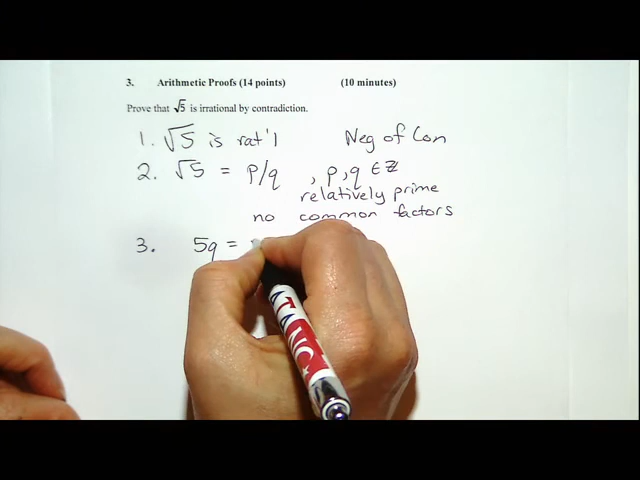 3. Arithmetic Proofs (14 points) (10 minutes)
Prove that √5 is irrational by contradiction.
1. √5 is rat'l Neg of Con
2. √5 = p/q , p, q ∈ ℤ
relatively prime
no common factors
3. 5q =